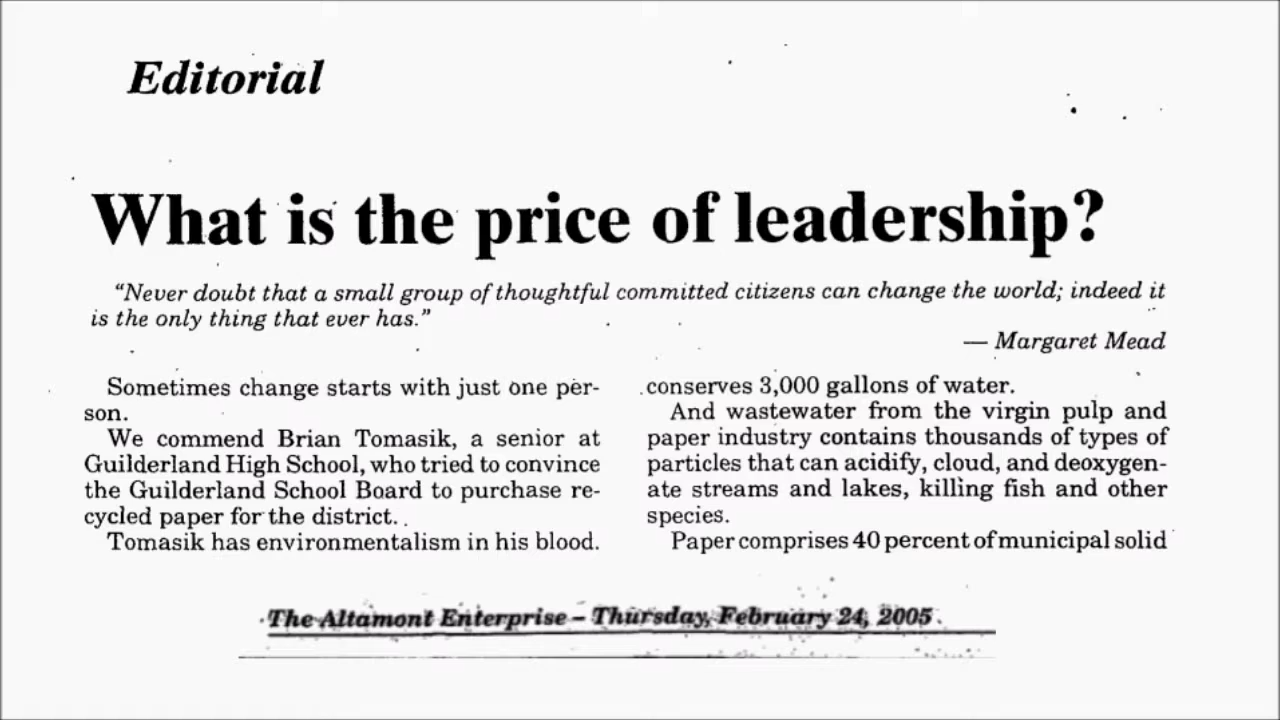 Editorial
What is the price of leadership?
“Never doubt that a small group of thoughtful committed citizens can change the world; indeed it
is the only thing that ever has.”
— Margaret Mead
Sometimes change starts with just one per-
son.
We commend Brian Tomasik, a senior at
Guilderland High School, who tried to convince
the Guilderland School Board to purchase re-
cycled paper for the district.
Tomasik has environmentalism in his blood.
conserves 3,000 gallons of water.
And wastewater from the virgin pulp and
paper industry contains thousands of types of
particles that can acidify, cloud, and deoxygen-
ate streams and lakes, killing fish and other
species.
Paper comprises 40 percent of municipal solid
The Altamont Enterprise – Thursday, February 24, 2005